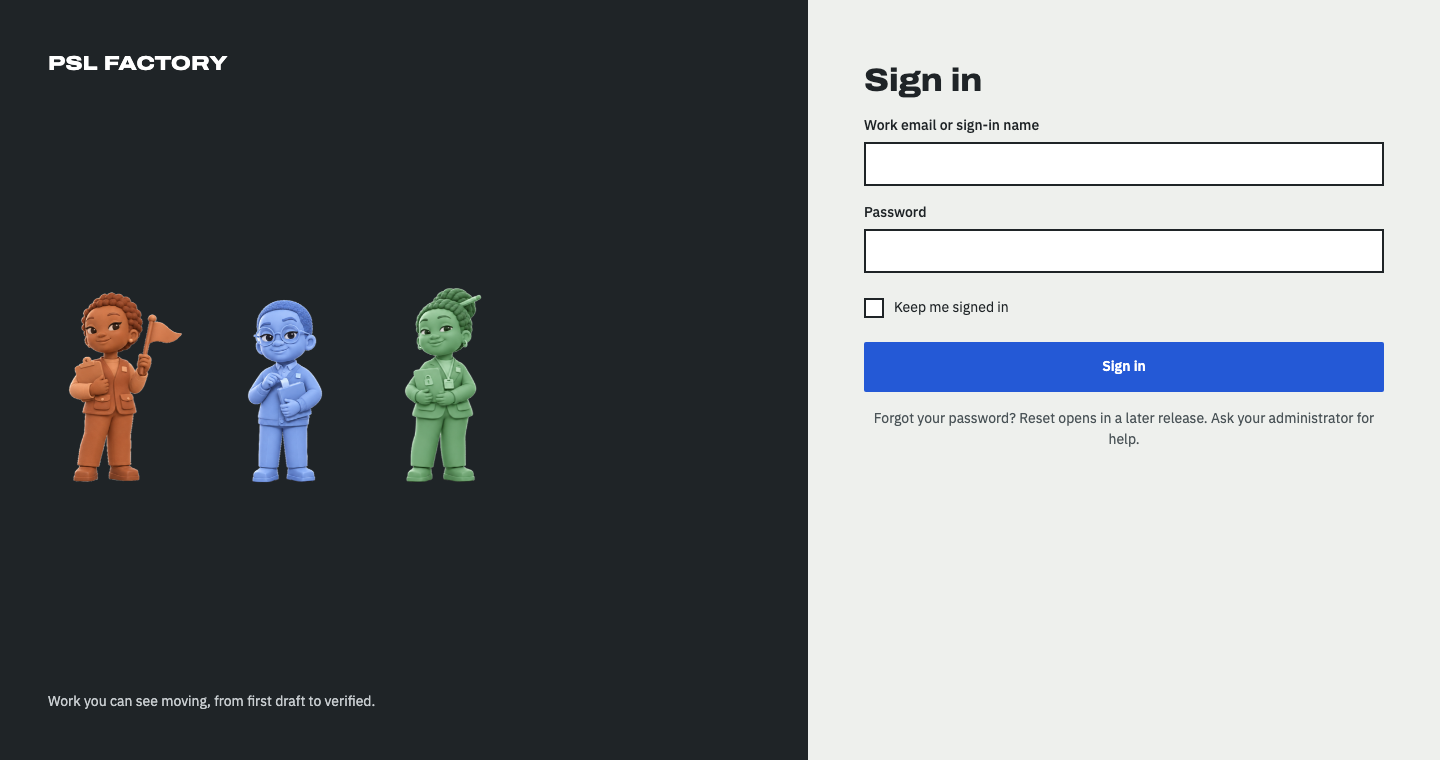 PSL FACTORY
Work you can see moving, from first draft to verified.
Sign in
Work email or sign-in name
Password
Keep me signed in
Sign in
Forgot your password? Reset opens in a later release. Ask your administrator for
help.